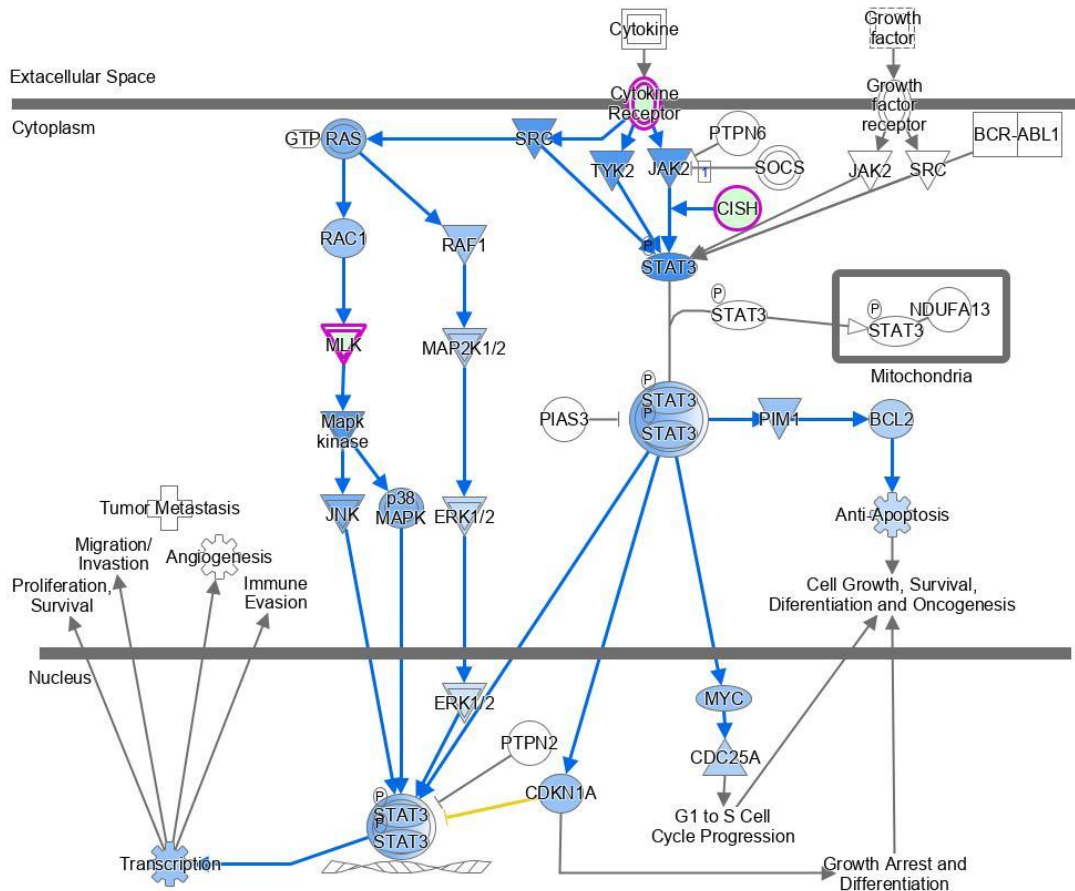 Cytokine
Growth
factor
Extacellular Space
Cytokine
Receptor
Growth
factor
receptor
Cytoplasm
GTP
RAS
SRC
PTPN6
BCR-ABL1
TYK2
JAK2
1
SOCS
JAK2
SRC
CISH
RAC1
RAF1
P
STAT3
P
STAT3
P
STAT3
NDUFA13
MLK
MAP2K1/2
Mitochondria
P
STAT3
P
STAT3
PIAS3
PIM1
BCL2
Mapk
kinase
JNK
p38
MAPK
ERK1/2
Anti-Apoptosis
Tumor Metastasis
Migration/
Invastion
Angiogenesis
Proliferation,
Survival
Immune
Evasion
Cell Growth, Survival,
Diferentiation and Oncogenesis
Nucleus
ERK1/2
MYC
PTPN2
CDC25A
CDKN1A
P
STAT3
P
STAT3
G1 to S Cell
Cycle Progression
Transcription
Growth Arrest and
Differentiation